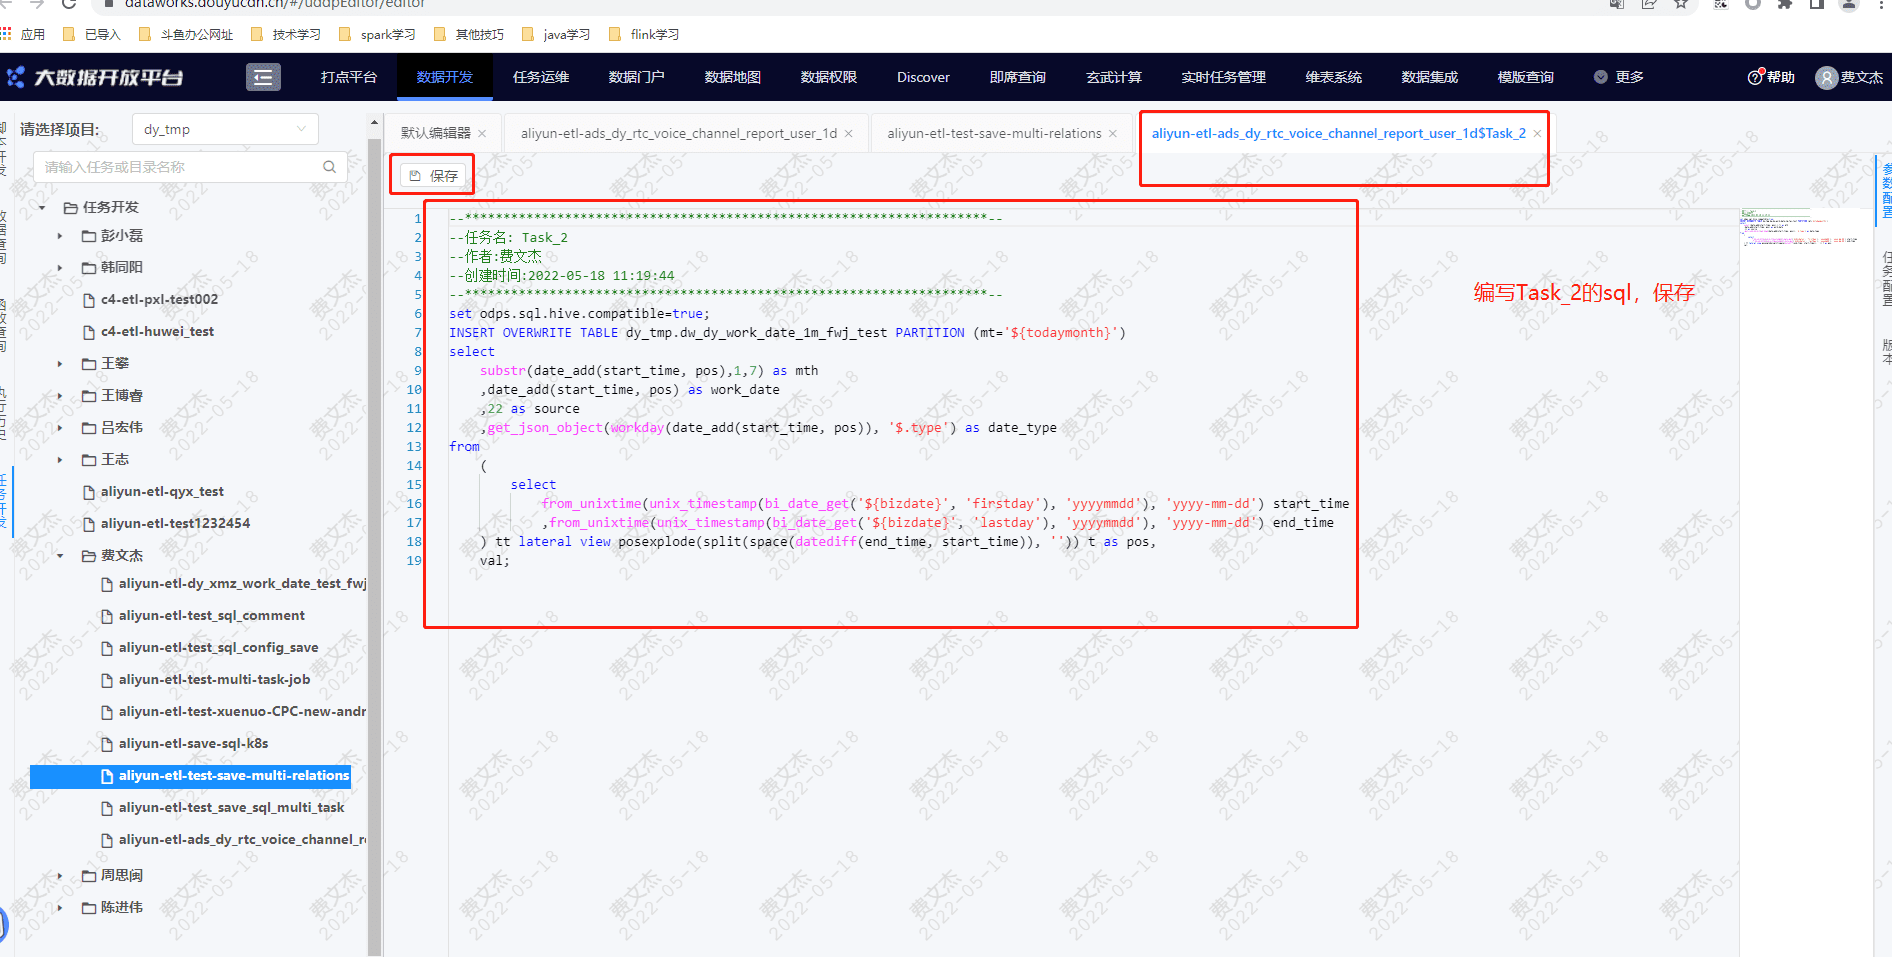 dataworks.douyucdn.cn/#/uddpEditor/editor
应用 已导入 斗鱼办公网址 技术学习 spark学习 其他技巧 java学习 flink学习
大数据开放平台 打点平台 数据开发 任务运维 数据门户 数据地图 数据权限 Discover 即席查询 玄武计算 实时任务管理 维表系统 数据集成 模版查询 更多 帮助 费文杰
请选择项目: dy_tmp
默认编辑器 aliyun-etl-ads_dy_rtc_voice_channel_report_user_1d aliyun-etl-test-save-multi-relations aliyun-etl-ads_dy_rtc_voice_channel_report_user_1d$Task_2
请输入任务或目录名称
保存
任务开发
彭小磊
韩同阳
c4-etl-pxl-test002
c4-etl-huwei_test
王攀
王博睿
吕宏伟
王志
aliyun-etl-qyx_test
aliyun-etl-test1232454
费文杰
aliyun-etl-dy_xmz_work_date_test_fwj
aliyun-etl-test_sql_comment
aliyun-etl-test_sql_config_save
aliyun-etl-test-multi-task-job
aliyun-etl-test-xuenuo-CPC-new-andr
aliyun-etl-save-sql-k8s
aliyun-etl-test-save-multi-relations
aliyun-etl-test_save_sql_multi_task
aliyun-etl-ads_dy_rtc_voice_channel_re
周思闽
陈进伟
1 --********************************************************************--
2 --任务名: Task_2
3 --作者:费文杰
4 --创建时间:2022-05-18 11:19:44
5 --********************************************************************--
6 set odps.sql.hive.compatible=true;
7 INSERT OVERWRITE TABLE dy_tmp.dw_dy_work_date_1m_fwj_test PARTITION (mt='${todaymonth}')
8 select
9 substr(date_add(start_time, pos),1,7) as mth
10 ,date_add(start_time, pos) as work_date
11 ,22 as source
12 ,get_json_object(workday(date_add(start_time, pos)), '$.type') as date_type
13 from
14 (
15 select
16 from_unixtime(unix_timestamp(bi_date_get('${bizdate}', 'firstday'), 'yyyymmdd'), 'yyyy-mm-dd') start_time
17 ,from_unixtime(unix_timestamp(bi_date_get('${bizdate}', 'lastday'), 'yyyymmdd'), 'yyyy-mm-dd') end_time
18 ) tt lateral view posexplode(split(space(datediff(end_time, start_time)), '')) t as pos,
19 val;
编写Task_2的sql，保存
参数配置
任务配置
版本
费文杰
2022-05-18